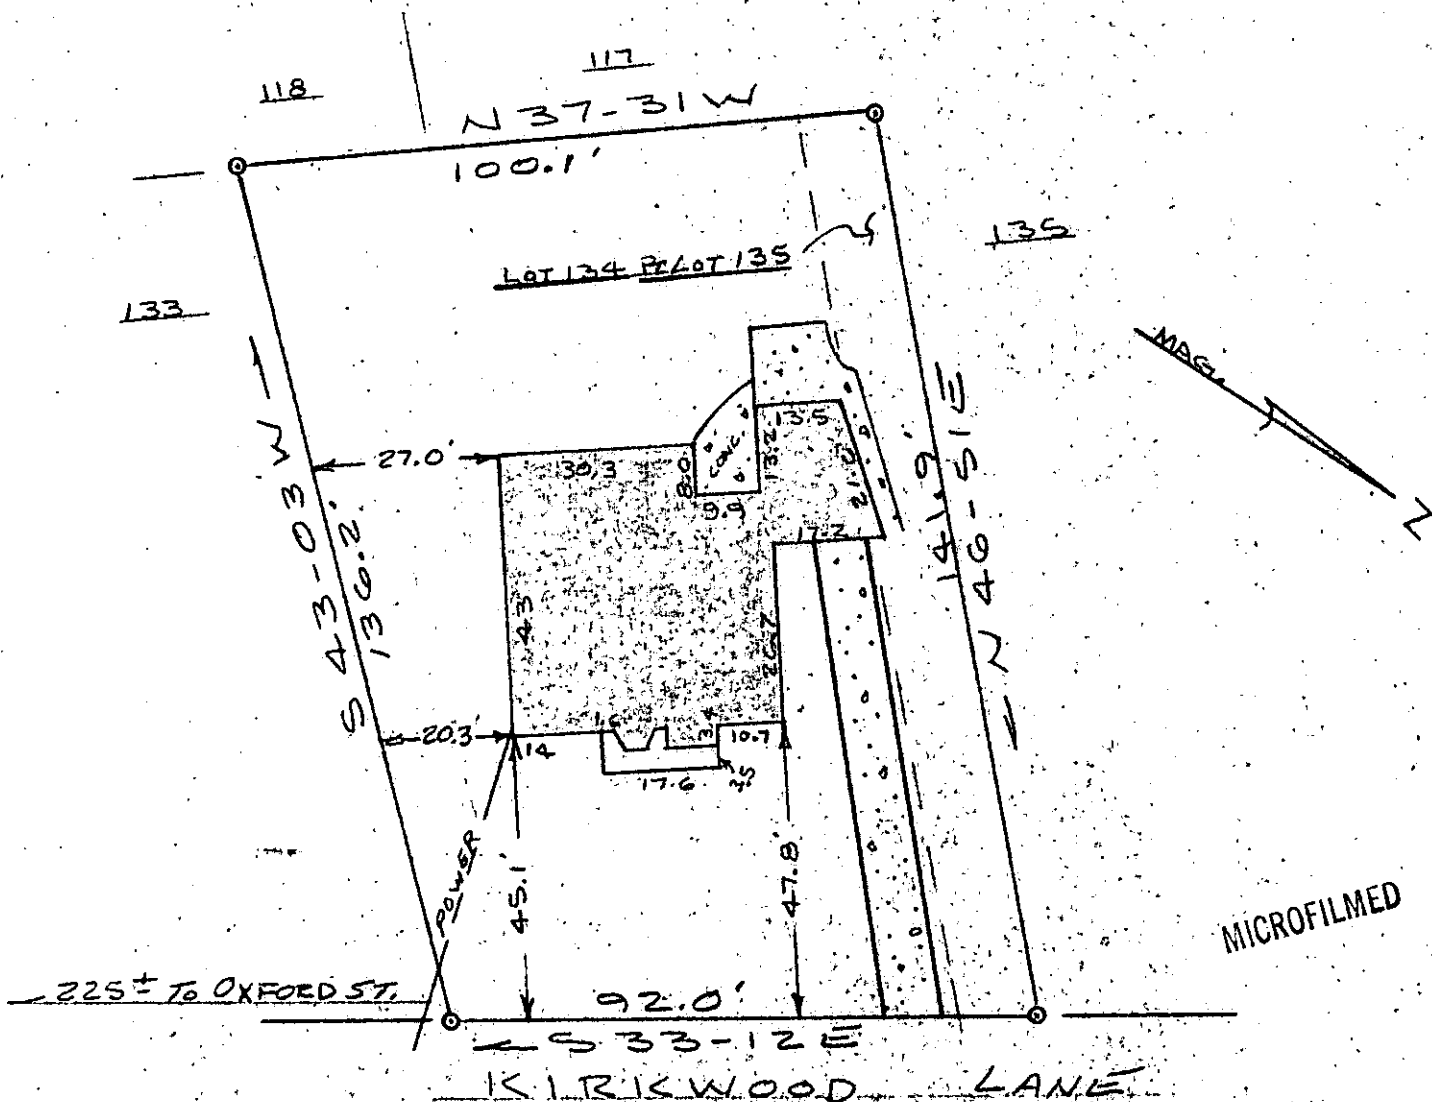 117
118
N 37-31 W
100.1'
135
LOT 134 PT LOT 135
133
MAG.
N
13.5
27.0'
30.3
8.0
CONC.
13.2
21.0
9.9
17.2
S 43-03 W
136.2'
141.9'
N 46-51 E
43
26.7
20.3'
14
3.4
10.7
17.6
3.5
POWER
45.1'
47.8'
MICROFILMED
225± TO OXFORD ST.
92.0'
S 33-12 E
KIRKWOOD LANE